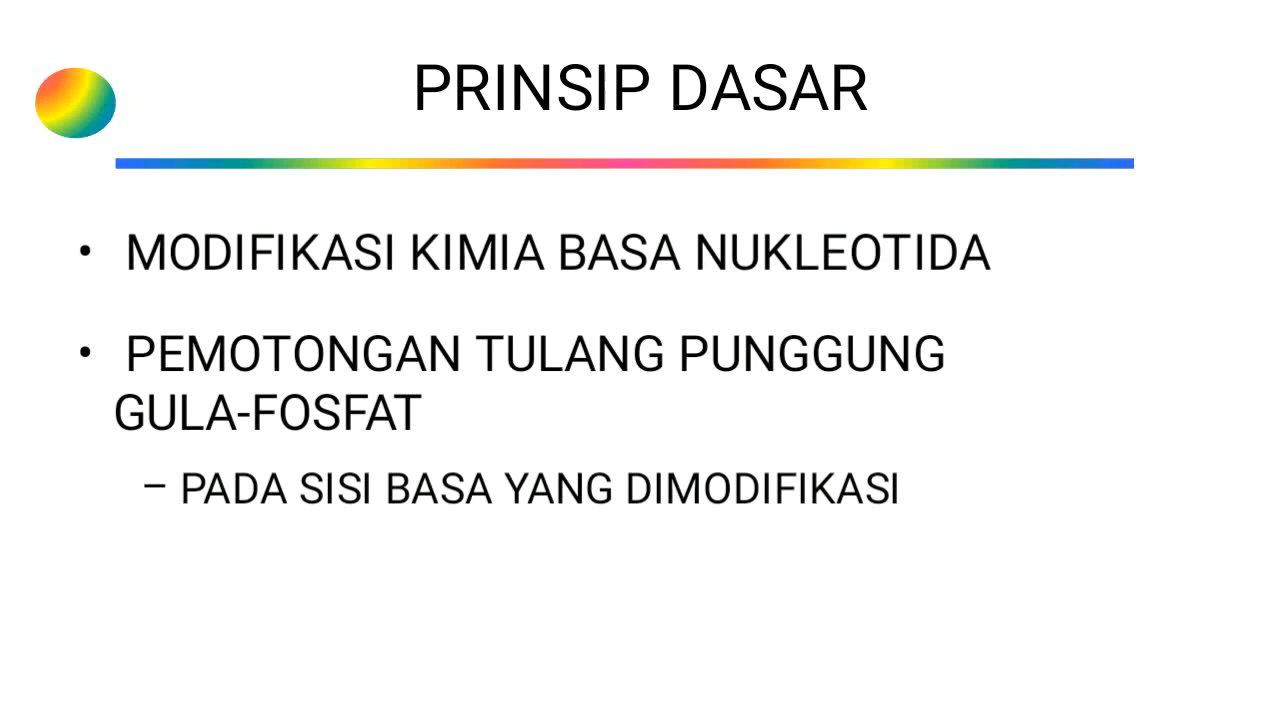 PRINSIP DASAR
• MODIFIKASI KIMIA BASA NUKLEOTIDA
• PEMOTONGAN TULANG PUNGGUNG
GULA-FOSFAT
– PADA SISI BASA YANG DIMODIFIKASI